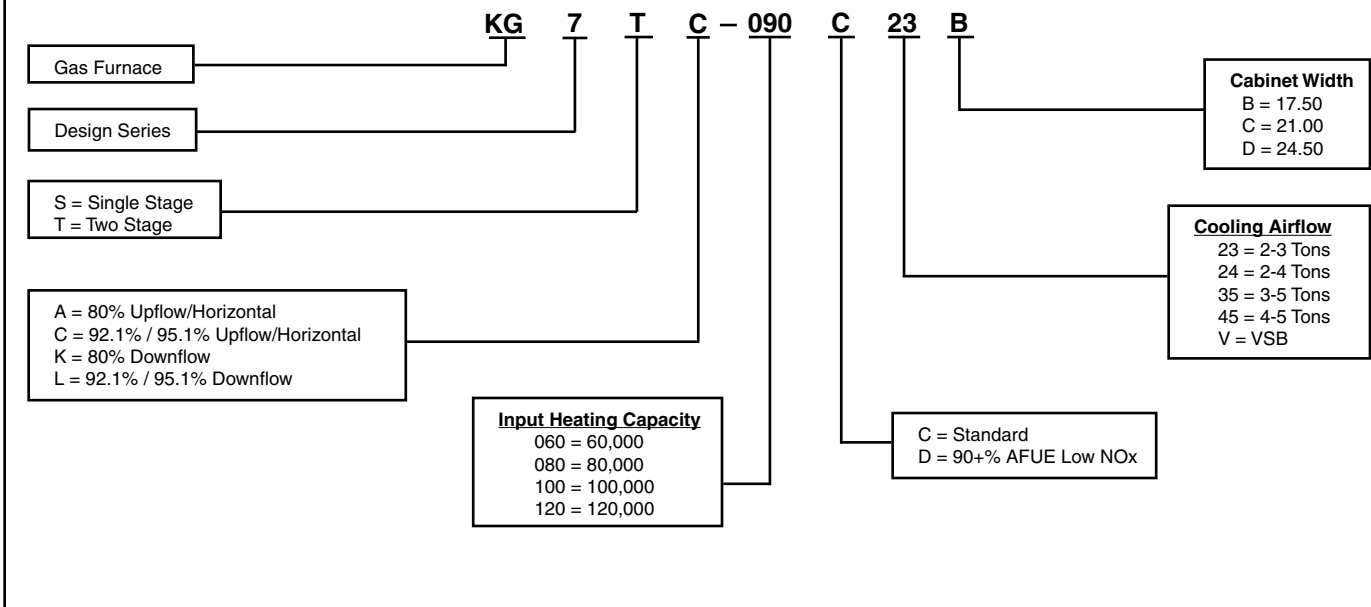 KG 7 T C – 090 C 23 B
Gas Furnace
Design Series
S = Single Stage
T = Two Stage
A = 80% Upflow/Horizontal
C = 92.1% / 95.1% Upflow/Horizontal
K = 80% Downflow
L = 92.1% / 95.1% Downflow
Input Heating Capacity
060 = 60,000
080 = 80,000
100 = 100,000
120 = 120,000
C = Standard
D = 90+% AFUE Low NOx
Cooling Airflow
23 = 2-3 Tons
24 = 2-4 Tons
35 = 3-5 Tons
45 = 4-5 Tons
V = VSB
Cabinet Width
B = 17.50
C = 21.00
D = 24.50